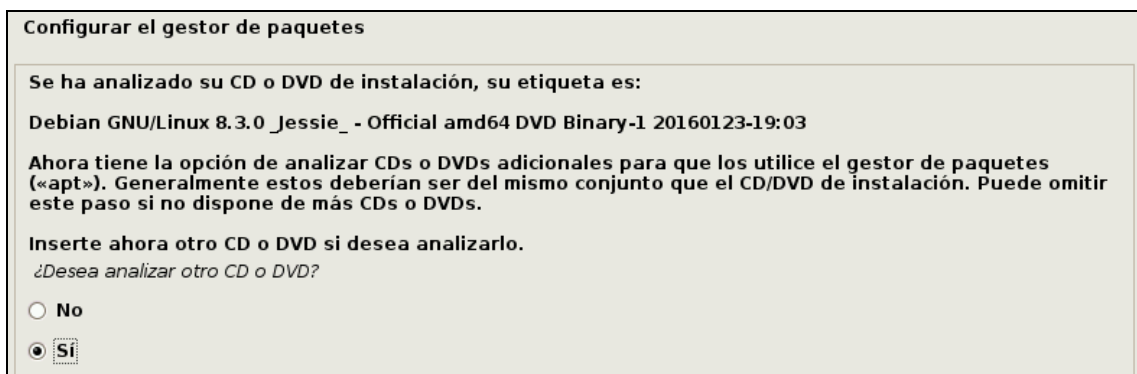 Configurar el gestor de paquetes
Se ha analizado su CD o DVD de instalación, su etiqueta es:
Debian GNU/Linux 8.3.0 _Jessie_ - Official amd64 DVD Binary-1 20160123-19:03
Ahora tiene la opción de analizar CDs o DVDs adicionales para que los utilice el gestor de paquetes
(«apt»). Generalmente estos deberían ser del mismo conjunto que el CD/DVD de instalación. Puede omitir
este paso si no dispone de más CDs o DVDs.
Inserte ahora otro CD o DVD si desea analizarlo.
¿Desea analizar otro CD o DVD?
No
Sí